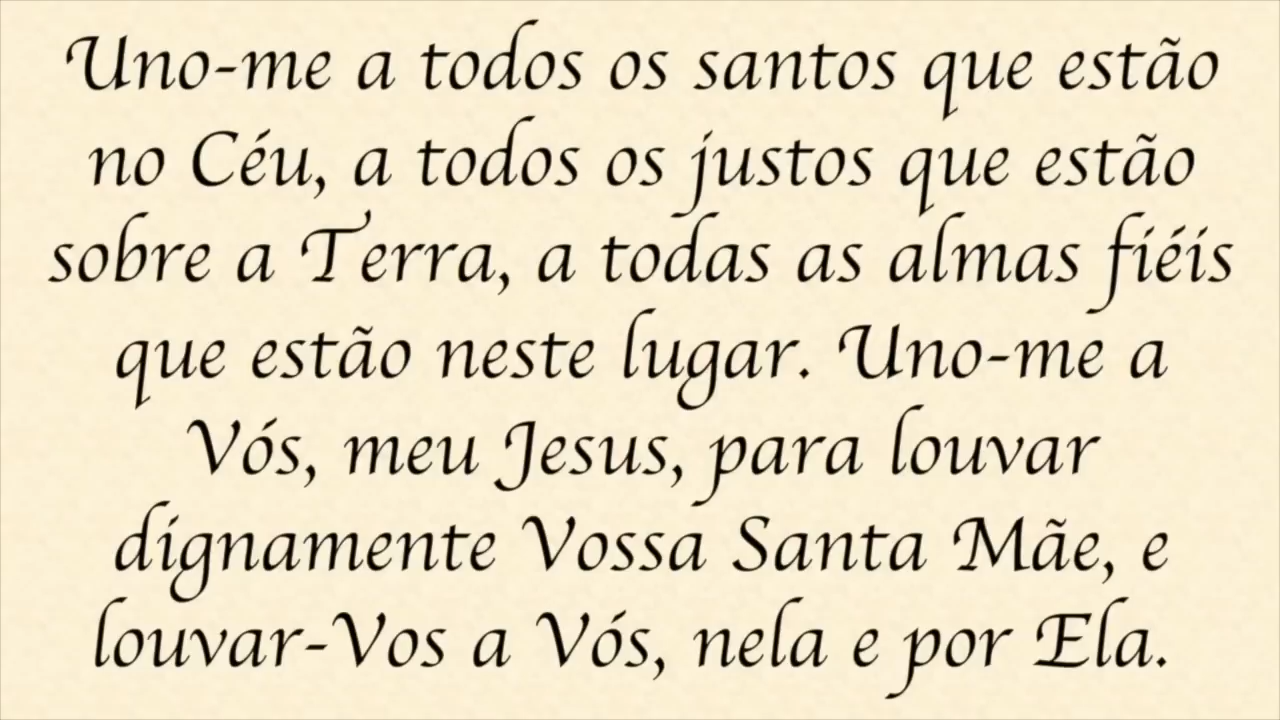 Uno-me a todos os santos que estão
no Céu, a todos os justos que estão
sobre a Terra, a todas as almas fiéis
que estão neste lugar. Uno-me a
Vós, meu Jesus, para louvar
dignamente Vossa Santa Mãe, e
louvar-Vos a Vós, nela e por Ela.